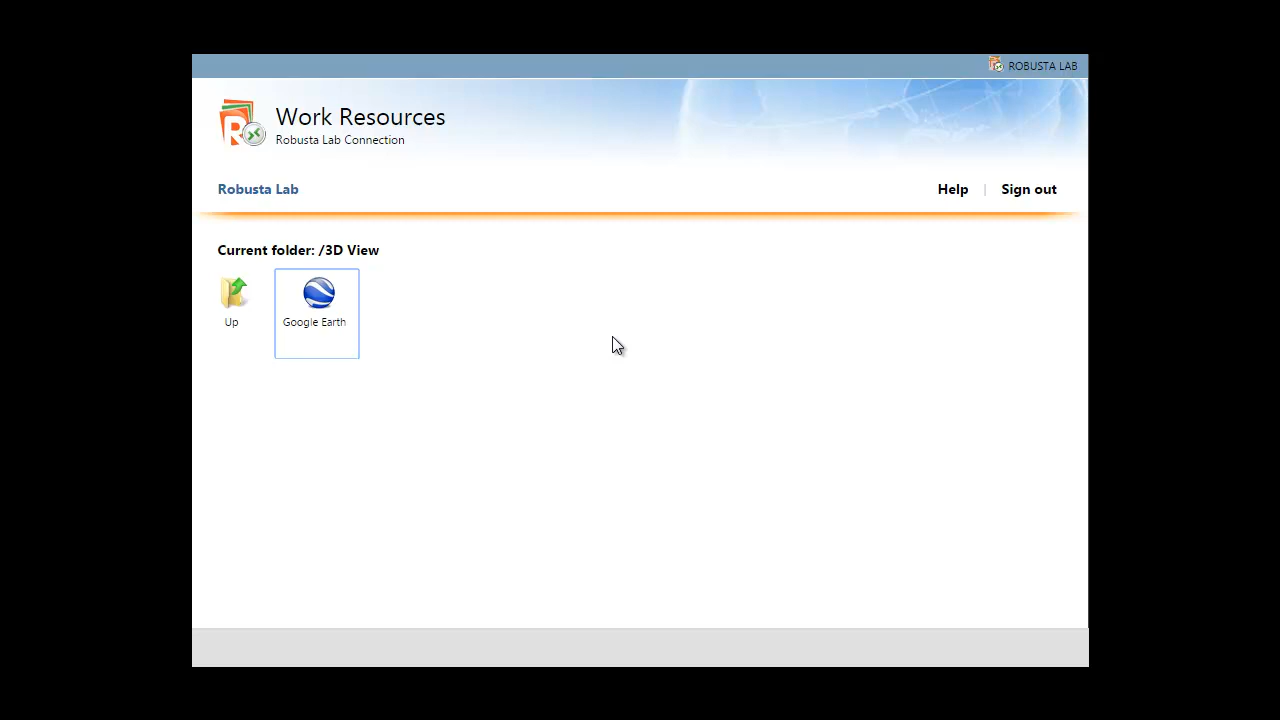 ROBUSTA LAB
Work Resources
Robusta Lab Connection
Robusta Lab
Help | Sign out
Current folder: /3D View
Up
Google Earth